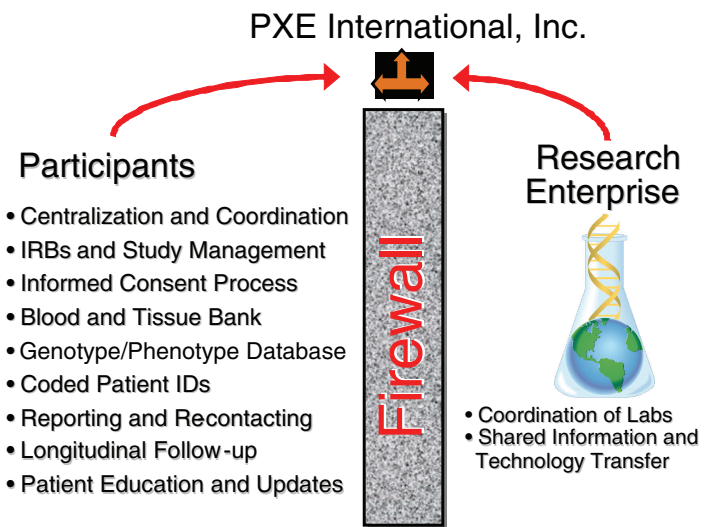 PXE International, Inc.
Participants
• Centralization and Coordination
• IRBs and Study Management
• Informed Consent Process
• Blood and Tissue Bank
• Genotype/Phenotype Database
• Coded Patient IDs
• Reporting and Recontacting
• Longitudinal Follow-up
• Patient Education and Updates
Firewall
Research
Enterprise
• Coordination of Labs
• Shared Information and
Technology Transfer